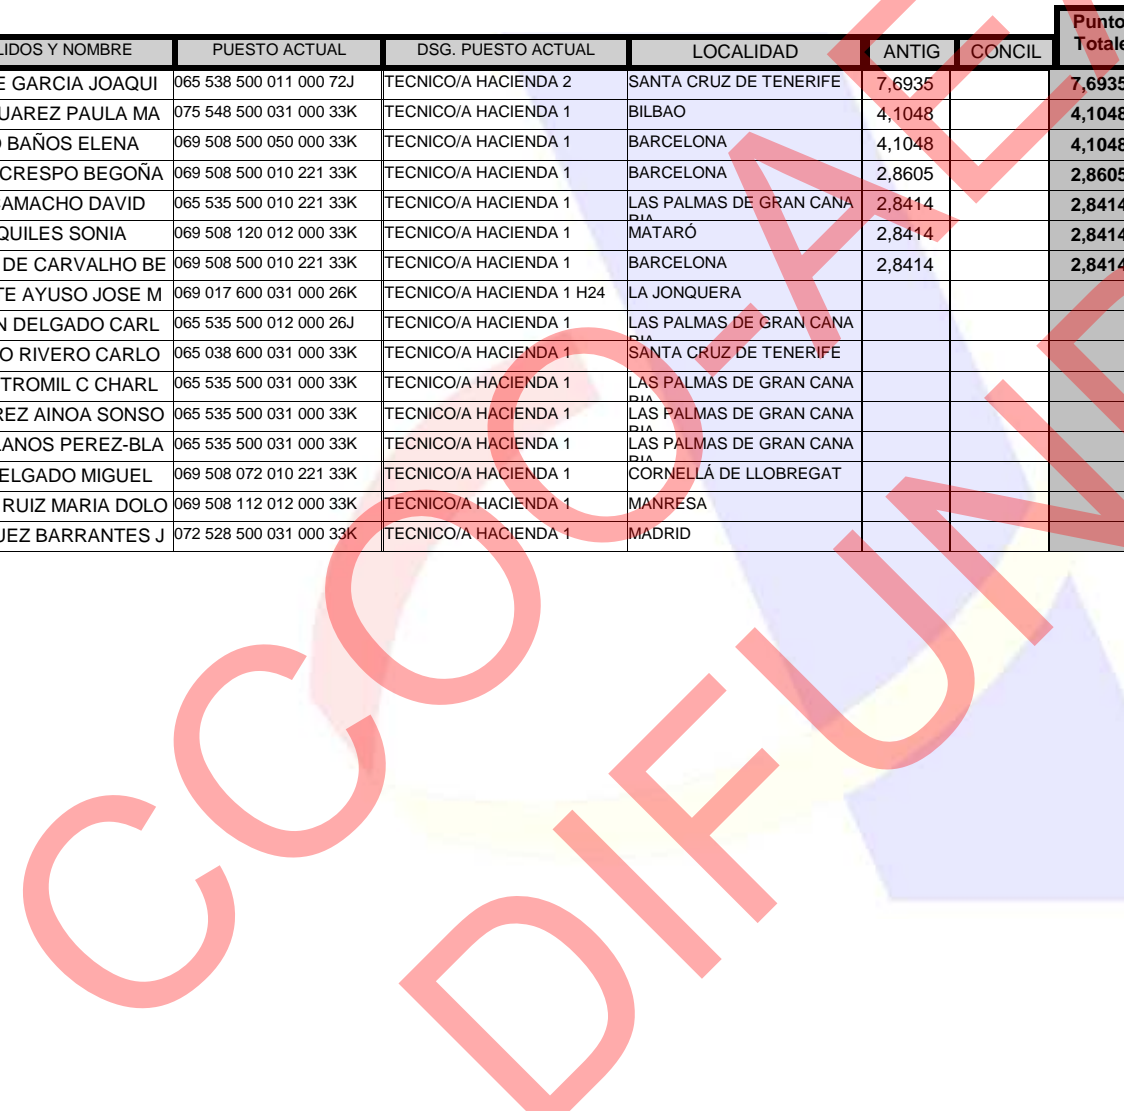 Punto
LIDOS Y NOMBRE PUESTO ACTUAL DSG. PUESTO ACTUAL LOCALIDAD ANTIG CONCIL Totale
E GARCIA JOAQUI 065 538 500 011 000 72J TECNICO/A HACIENDA 2 SANTA CRUZ DE TENERIFE 7,6935 7,6935
UAREZ PAULA MA 075 548 500 031 000 33K TECNICO/A HACIENDA 1 BILBAO 4,1048 4,1048
O BAÑOS ELENA 069 508 500 050 000 33K TECNICO/A HACIENDA 1 BARCELONA 4,1048 4,1048
CRESPO BEGOÑA 069 508 500 010 221 33K TECNICO/A HACIENDA 1 BARCELONA 2,8605 2,8605
AMACHO DAVID 065 535 500 010 221 33K TECNICO/A HACIENDA 1 LAS PALMAS DE GRAN CANA 2,8414 2,8414
RIA
QUILES SONIA 069 508 120 012 000 33K TECNICO/A HACIENDA 1 MATARÓ 2,8414 2,8414
DE CARVALHO BE 069 508 500 010 221 33K TECNICO/A HACIENDA 1 BARCELONA 2,8414 2,8414
TE AYUSO JOSE M 069 017 600 031 000 26K TECNICO/A HACIENDA 1 H24 LA JONQUERA
N DELGADO CARL 065 535 500 012 000 26J TECNICO/A HACIENDA 1 LAS PALMAS DE GRAN CANA
RIA
O RIVERO CARLO 065 038 600 031 000 33K TECNICO/A HACIENDA 1 SANTA CRUZ DE TENERIFE
TROMIL C CHARL 065 535 500 031 000 33K TECNICO/A HACIENDA 1 LAS PALMAS DE GRAN CANA
RIA
REZ AINOA SONSO 065 535 500 031 000 33K TECNICO/A HACIENDA 1 LAS PALMAS DE GRAN CANA
RIA
LANOS PEREZ-BLA 065 535 500 031 000 33K TECNICO/A HACIENDA 1 LAS PALMAS DE GRAN CANA
RIA
ELGADO MIGUEL 069 508 072 010 221 33K TECNICO/A HACIENDA 1 CORNELLÁ DE LLOBREGAT
RUIZ MARIA DOLO 069 508 112 012 000 33K TECNICO/A HACIENDA 1 MANRESA
UEZ BARRANTES J 072 528 500 031 000 33K TECNICO/A HACIENDA 1 MADRID
CCOO-AE
DIFUND